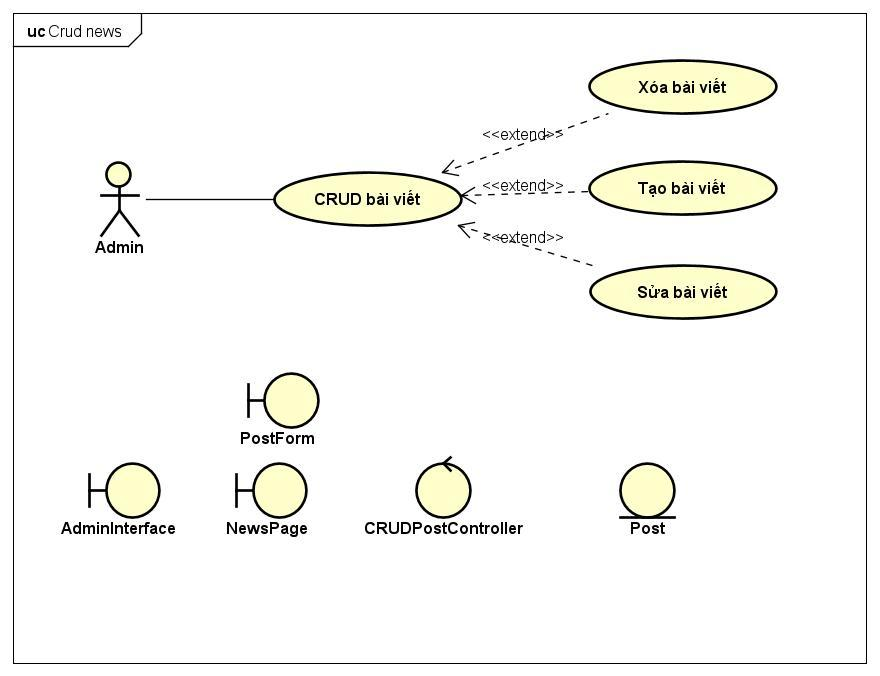 uc Crud news
Xóa bài viết
<<extend>>
Tạo bài viết
<<extend>>
CRUD bài viết
<<extend>>
Admin
Sửa bài viết
PostForm
AdminInterface
NewsPage
CRUDPostController
Post